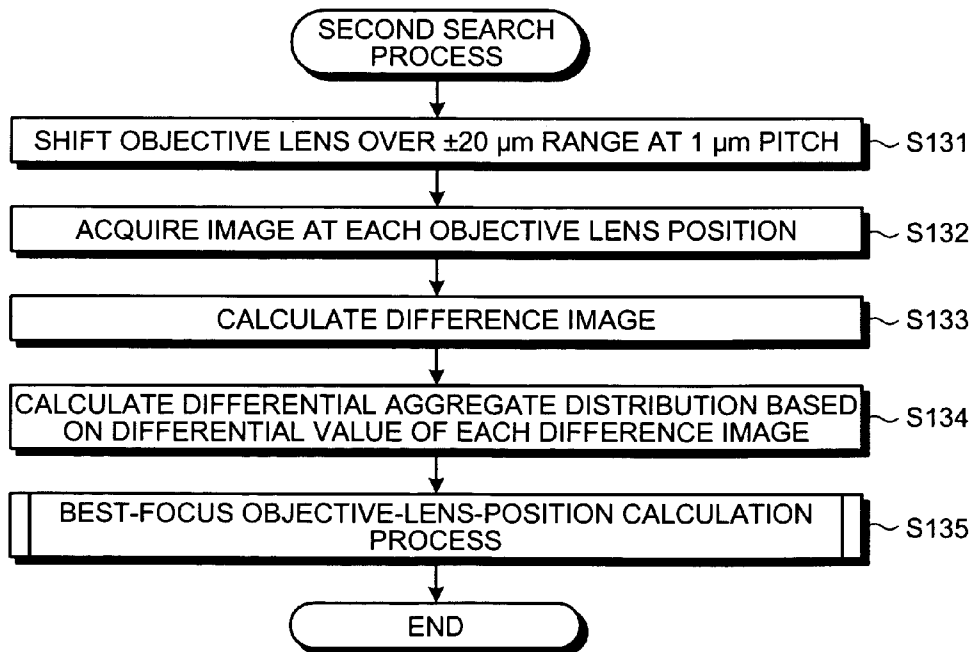 SECOND SEARCH
PROCESS
SHIFT OBJECTIVE LENS OVER ±20 µm RANGE AT 1 µm PITCH
S131
ACQUIRE IMAGE AT EACH OBJECTIVE LENS POSITION
S132
CALCULATE DIFFERENCE IMAGE
S133
CALCULATE DIFFERENTIAL AGGREGATE DISTRIBUTION BASED
ON DIFFERENTIAL VALUE OF EACH DIFFERENCE IMAGE
S134
BEST-FOCUS OBJECTIVE-LENS-POSITION CALCULATION
PROCESS
S135
END